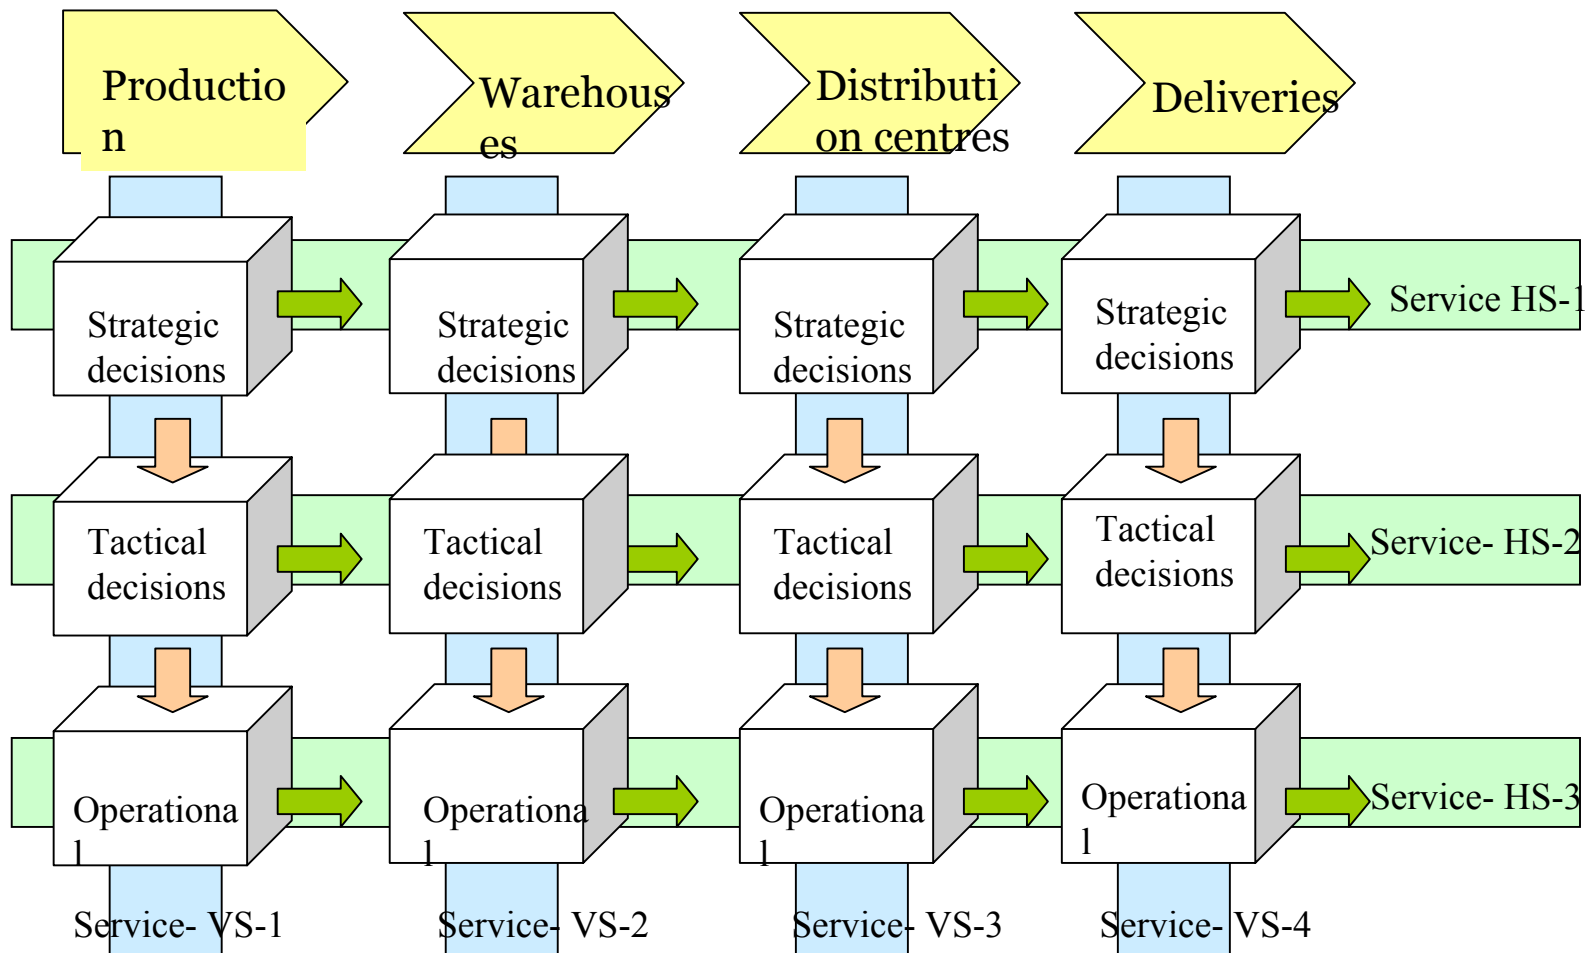 Productio
n
Warehous
es
Distributi
on centres
Deliveries
Strategic
decisions
Strategic
decisions
Strategic
decisions
Strategic
decisions
Service HS-1
Tactical
decisions
Tactical
decisions
Tactical
decisions
Tactical
decisions
Service- HS-2
Operationa
l
Operationa
l
Operationa
l
Operationa
l
Service- HS-3
Service- VS-1
Service- VS-2
Service- VS-3
Service- VS-4